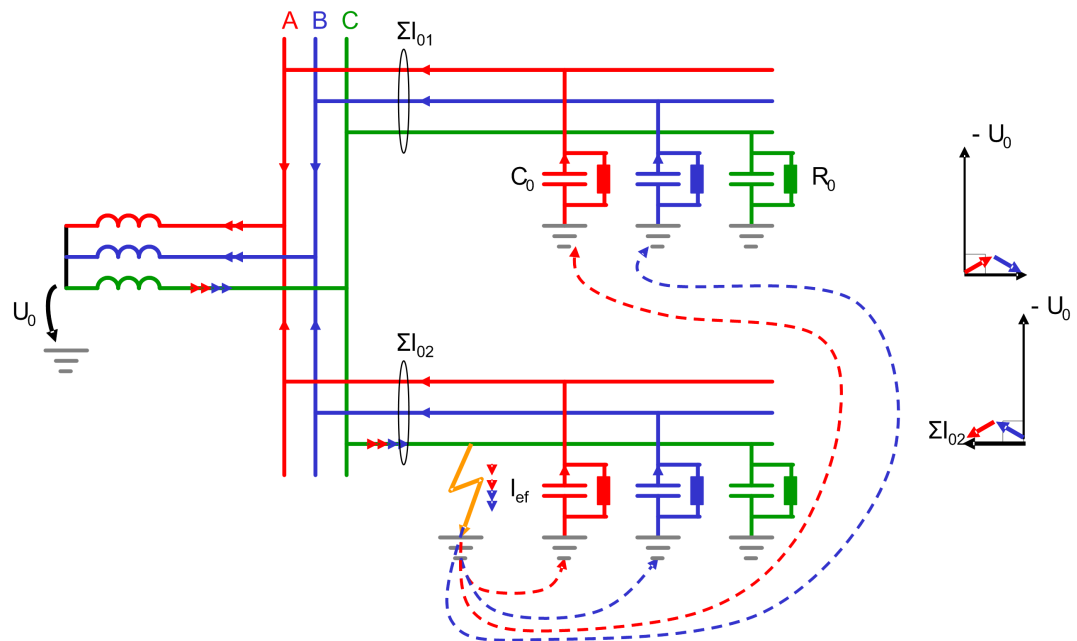 A B C
ΣI₀₁
C₀
R₀
- U₀
U₀
ΣI₀₂
- U₀
ΣI₀₂
Iₑf